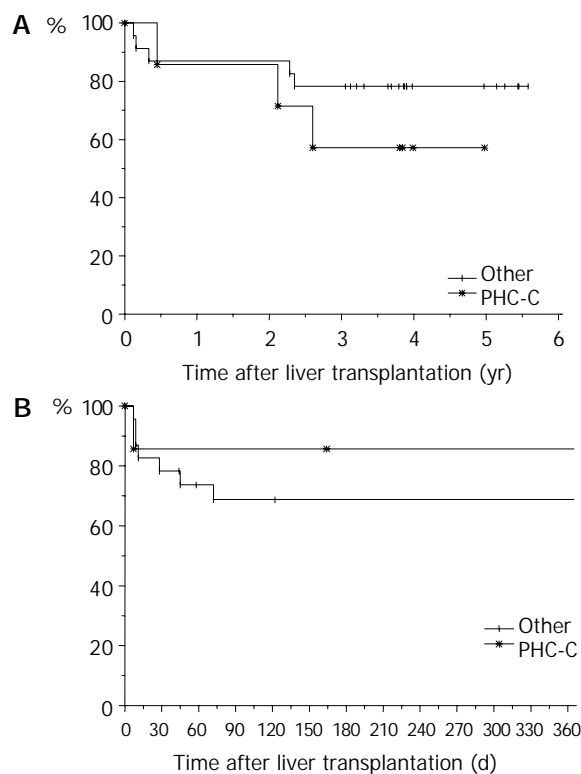 A %
100
80
60
40
20
0
Other
PHC-C
0 1 2 3 4 5 6
Time after liver transplantation (yr)
B %
100
80
60
40
20
0
Other
PHC-C
0 30 60 90 120 150 180 210 240 270 300 330 360
Time after liver transplantation (d)